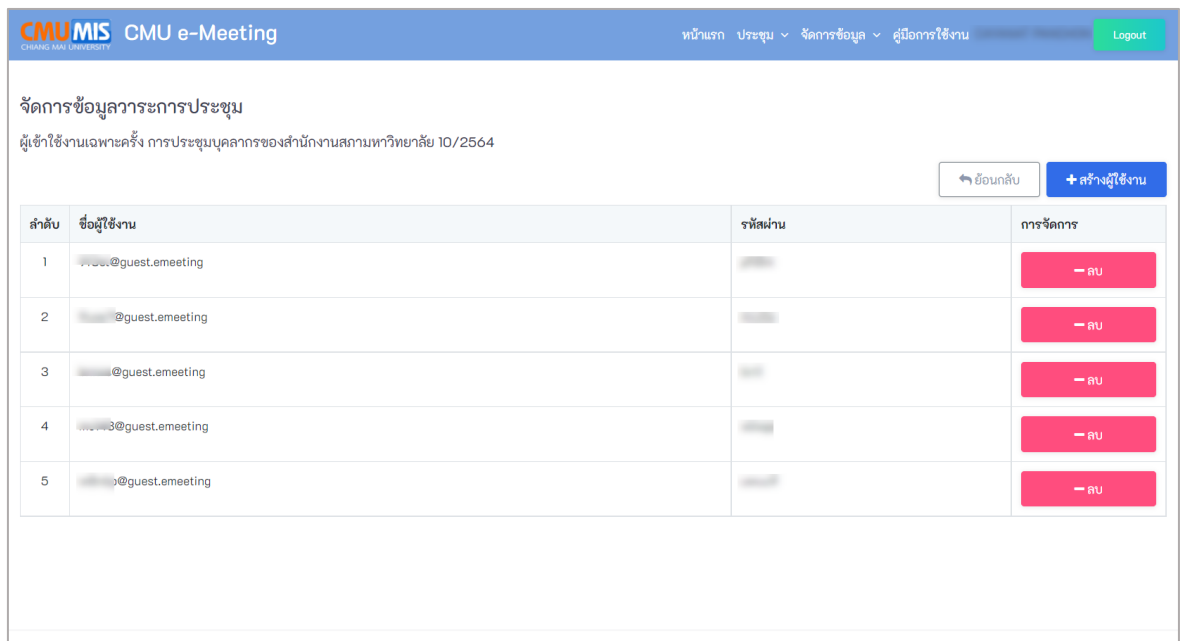 CMU MIS CMU e-Meeting หน้าแรก ประชุม จัดการข้อมูล คู่มือการใช้งาน Logout
CHIANG MAI UNIVERSITY
จัดการข้อมูลวาระการประชุม
ผู้เข้าใช้งานเฉพาะครั้ง การประชุมบุคลากรของสำนักงานสภามหาวิทยาลัย 10/2564
ย้อนกลับ + สร้างผู้ใช้งาน
ลำดับ ชื่อผู้ใช้งาน รหัสผ่าน การจัดการ
1 @guest.emeeting − ลบ
2 @guest.emeeting − ลบ
3 @guest.emeeting − ลบ
4 @guest.emeeting − ลบ
5 @guest.emeeting − ลบ